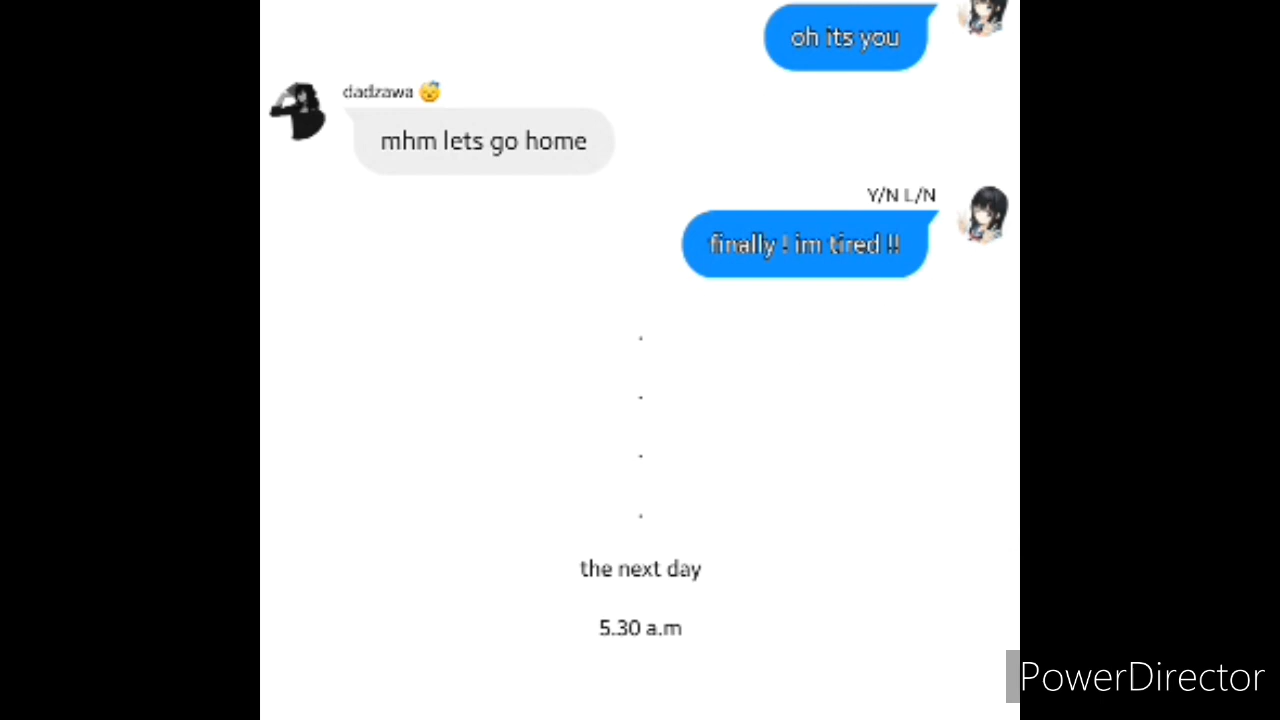 oh its you
dadzawa 😴
mhm lets go home
Y/N L/N
finally ! im tired !!
.
.
.
.
the next day
5.30 a.m
PowerDirector